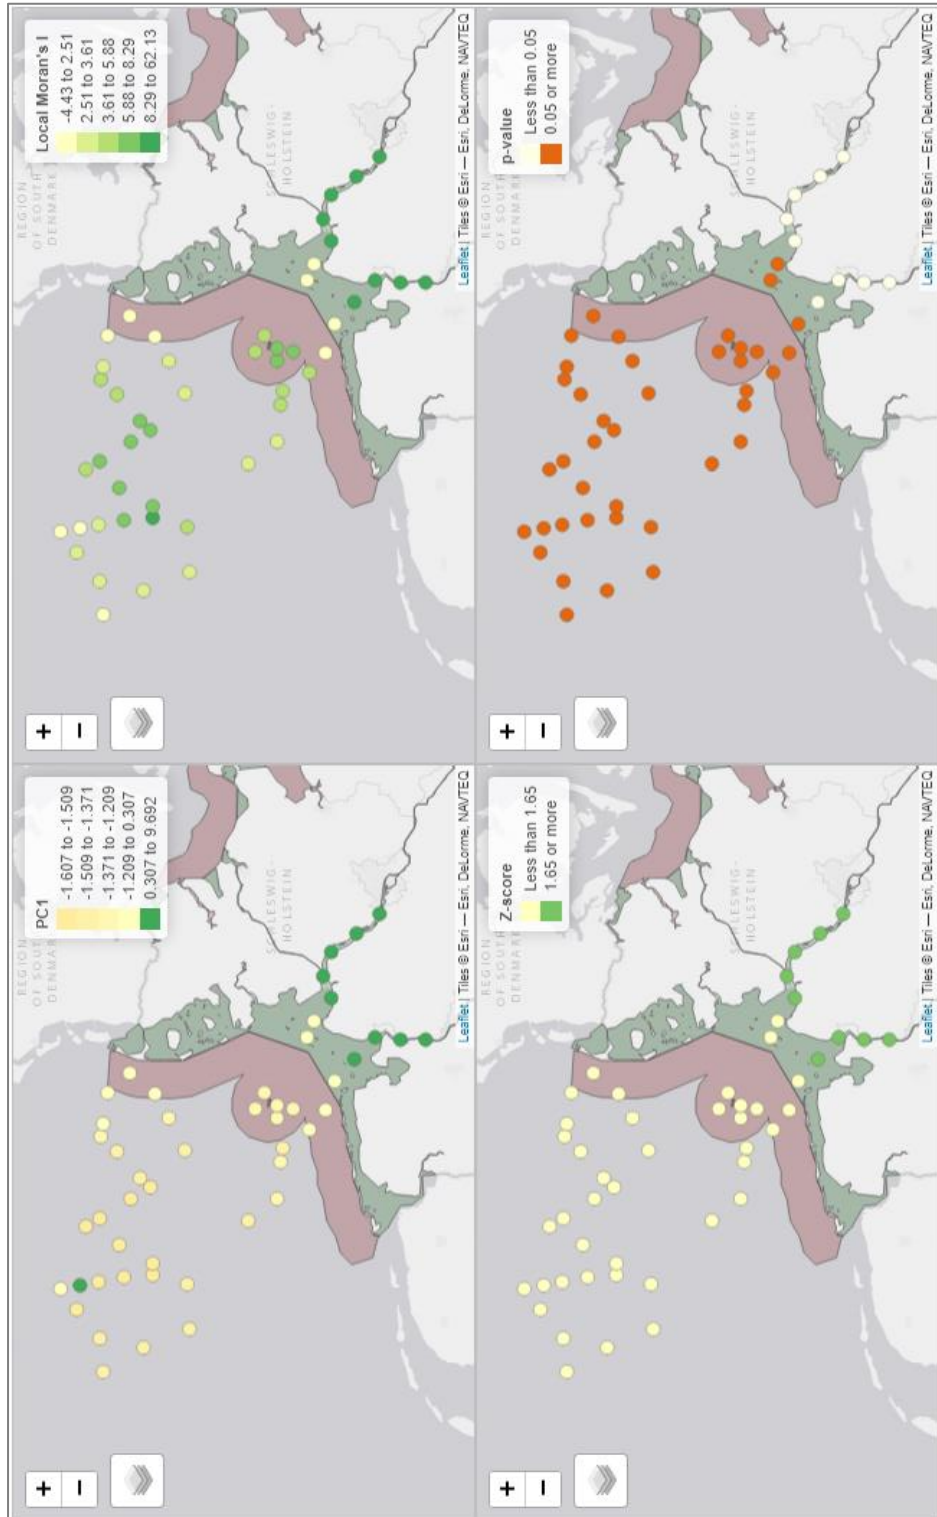 +
−
REGION
OF SOUTH
DENMARK
SCHLESWIG-
HOLSTEIN
PC1
-1.607 to -1.509
-1.509 to -1.371
-1.371 to -1.209
-1.209 to 0.307
0.307 to 9.692
Leaflet | Tiles © Esri — Esri, DeLorme, NAVTEQ
+
−
REGION
OF SOUTH
DENMARK
SCHLESWIG-
HOLSTEIN
Local Moran's I
-4.43 to 2.51
2.51 to 3.61
3.61 to 5.88
5.88 to 8.29
8.29 to 62.13
Leaflet | Tiles © Esri — Esri, DeLorme, NAVTEQ
+
−
SCHLESWIG-
HOLSTEIN
Z-score
Less than 1.65
1.65 or more
Leaflet | Tiles © Esri — Esri, DeLorme, NAVTEQ
+
−
SCHLESWIG-
HOLSTEIN
p-value
Less than 0.05
0.05 or more
Leaflet | Tiles © Esri — Esri, DeLorme, NAVTEQ